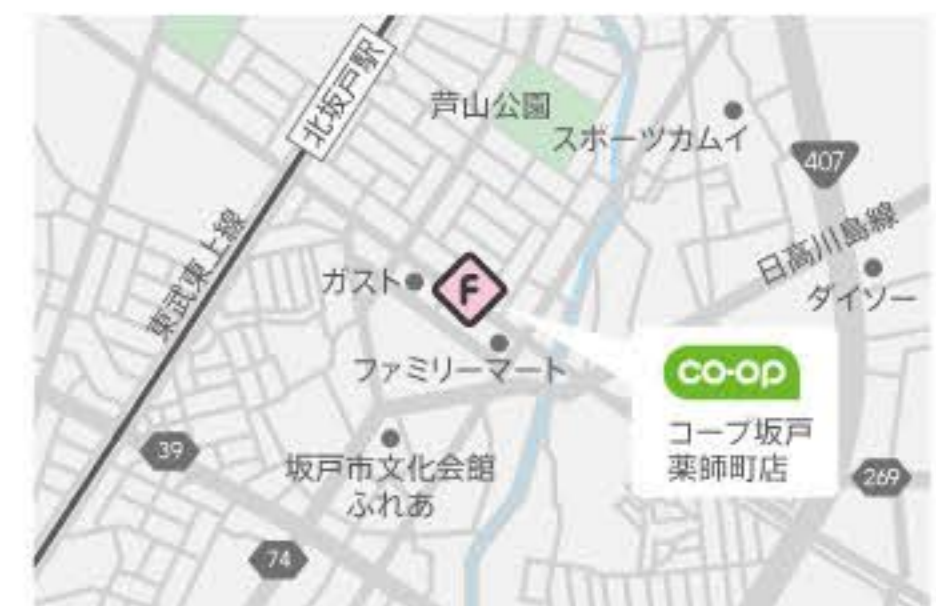 北坂戸駅
芦山公園
スポーツカムイ
407
東武東上線
日高川島線
ガスト
F
ダイソー
ファミリーマート
co-op
コープ坂戸
薬師町店
39
坂戸市文化会館
ふれあ
269
74